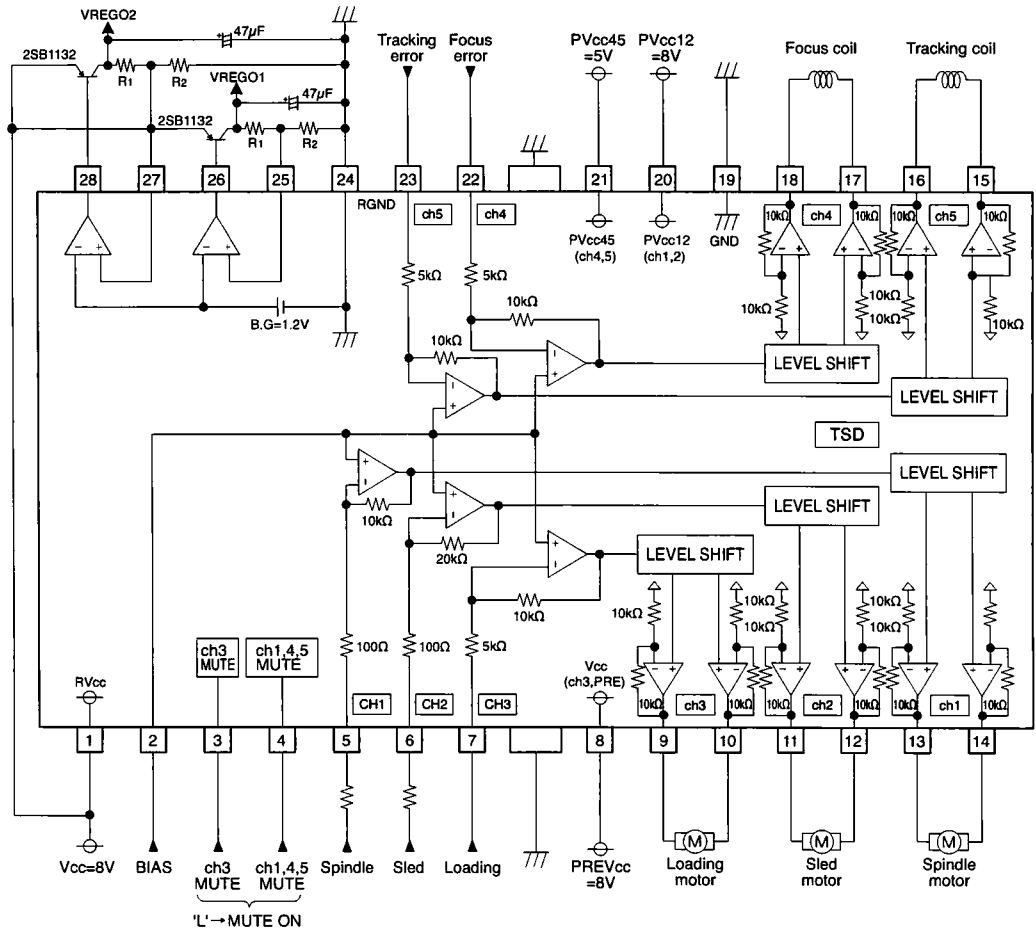 VREGO2
47μF
2SB1132
R1
R2
VREGO1
47μF
2SB1132
R1
R2
Tracking error
Focus error
PVcc45 =5V
PVcc12 =8V
Focus coil
Tracking coil
28
27
26
25
24
23
22
21
20
19
18
17
16
15
RGND
ch5
ch4
PVcc45 (ch4,5)
PVcc12 (ch1,2)
GND
10kΩ
ch4
10kΩ
10kΩ
ch5
10kΩ
5kΩ
5kΩ
B.G=1.2V
10kΩ
10kΩ
10kΩ
10kΩ
10kΩ
10kΩ
10kΩ
LEVEL SHIFT
LEVEL SHIFT
TSD
LEVEL SHIFT
10kΩ
LEVEL SHIFT
20kΩ
LEVEL SHIFT
10kΩ
10kΩ
10kΩ
10kΩ
10kΩ
10kΩ
10kΩ
ch3 MUTE
ch1,4,5 MUTE
100Ω
100Ω
5kΩ
Vcc (ch3,PRE)
RVcc
CH1
CH2
CH3
10kΩ
ch3
10kΩ
10kΩ
ch2
10kΩ
10kΩ
ch1
10kΩ
1
2
3
4
5
6
7
8
9
10
11
12
13
14
M
M
M
Vcc=8V
BIAS
ch3 MUTE
ch1,4,5 MUTE
Spindle
Sled
Loading
PREVcc =8V
Loading motor
Sled motor
Spindle motor
'L'→MUTE ON